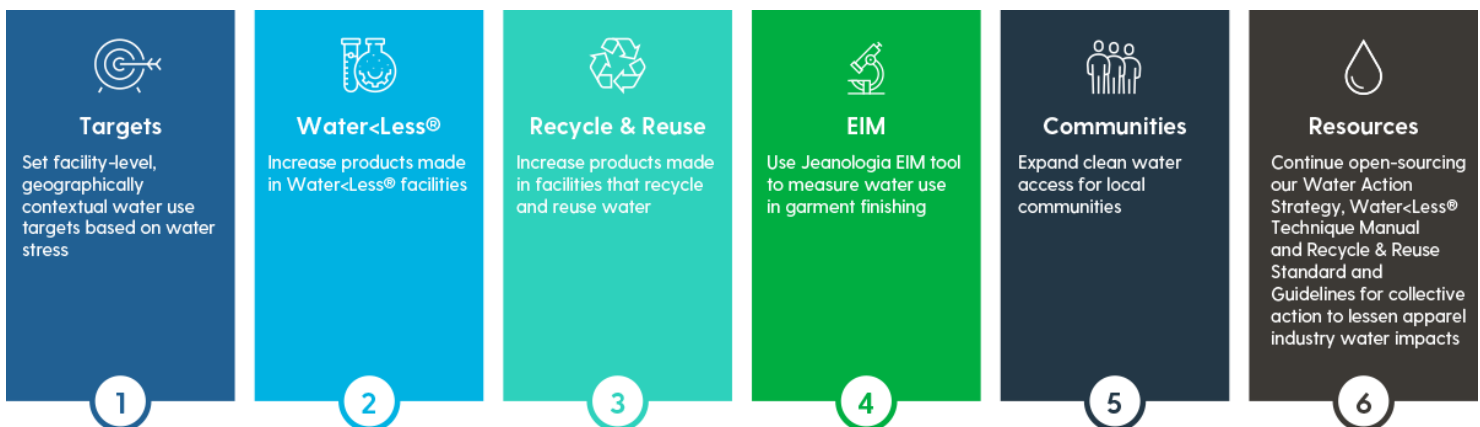 Targets
Set facility-level,
geographically
contextual water use
targets based on water
stress
1
Water<Less®
Increase products made
in Water<Less® facilities
2
Recycle & Reuse
Increase products made
in facilities that recycle
and reuse water
3
EIM
Use Jeanologia EIM tool
to measure water use
in garment finishing
4
Communities
Expand clean water
access for local
communities
5
Resources
Continue open-sourcing
our Water Action
Strategy, Water<Less®
Technique Manual
and Recycle & Reuse
Standard and
Guidelines for collective
action to lessen apparel
industry water impacts
6